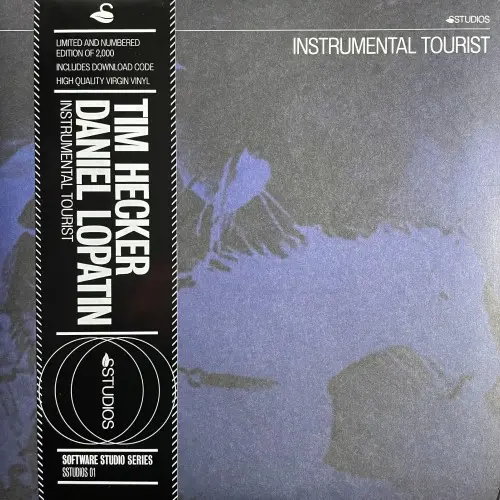 LIMITED AND NUMBERED
EDITION OF 2,000
INCLUDES DOWNLOAD CODE
HIGH QUALITY VIRGIN VINYL
TIM HECKER
DANIEL LOPATIN
INSTRUMENTAL TOURIST
SSTUDIOS
SOFTWARE STUDIO SERIES
SSTUDIOS 01
SSTUDIOS
INSTRUMENTAL TOURIST